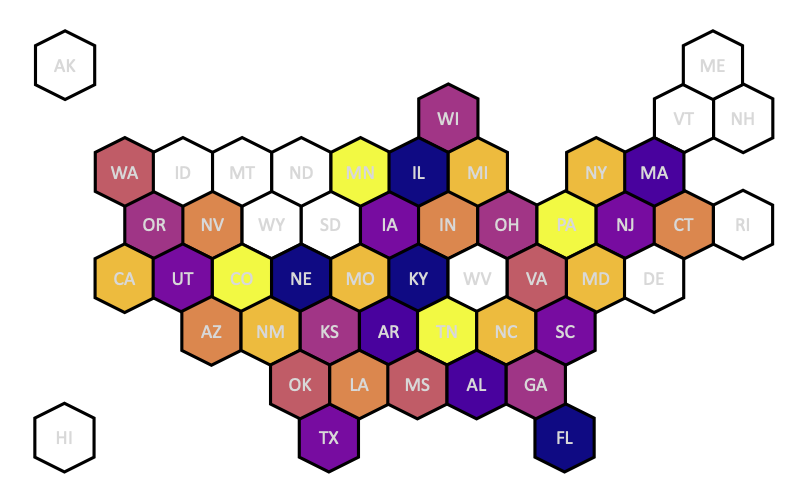 AK ME
VT NH
WI
WA ID MT ND MN IL MI NY MA
OR NV WY SD IA IN OH PA NJ CT RI
CA UT CO NE MO KY WV VA MD DE
AZ NM KS AR TN NC SC
OK LA MS AL GA
HI TX FL